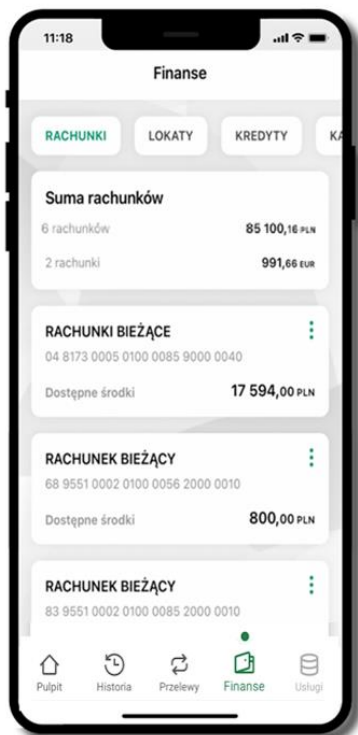 11:18
Finanse
RACHUNKI LOKATY KREDYTY KA
Suma rachunków
6 rachunków 85 100,16 PLN
2 rachunki 991,66 EUR
RACHUNKI BIEŻĄCE
04 8173 0005 0100 0085 9000 0040
Dostępne środki 17 594,00 PLN
RACHUNEK BIEŻĄCY
68 9551 0002 0100 0056 2000 0010
Dostępne środki 800,00 PLN
RACHUNEK BIEŻĄCY
83 9551 0002 0100 0085 2000 0010
Pulpit Historia Przelewy Finanse Usługi